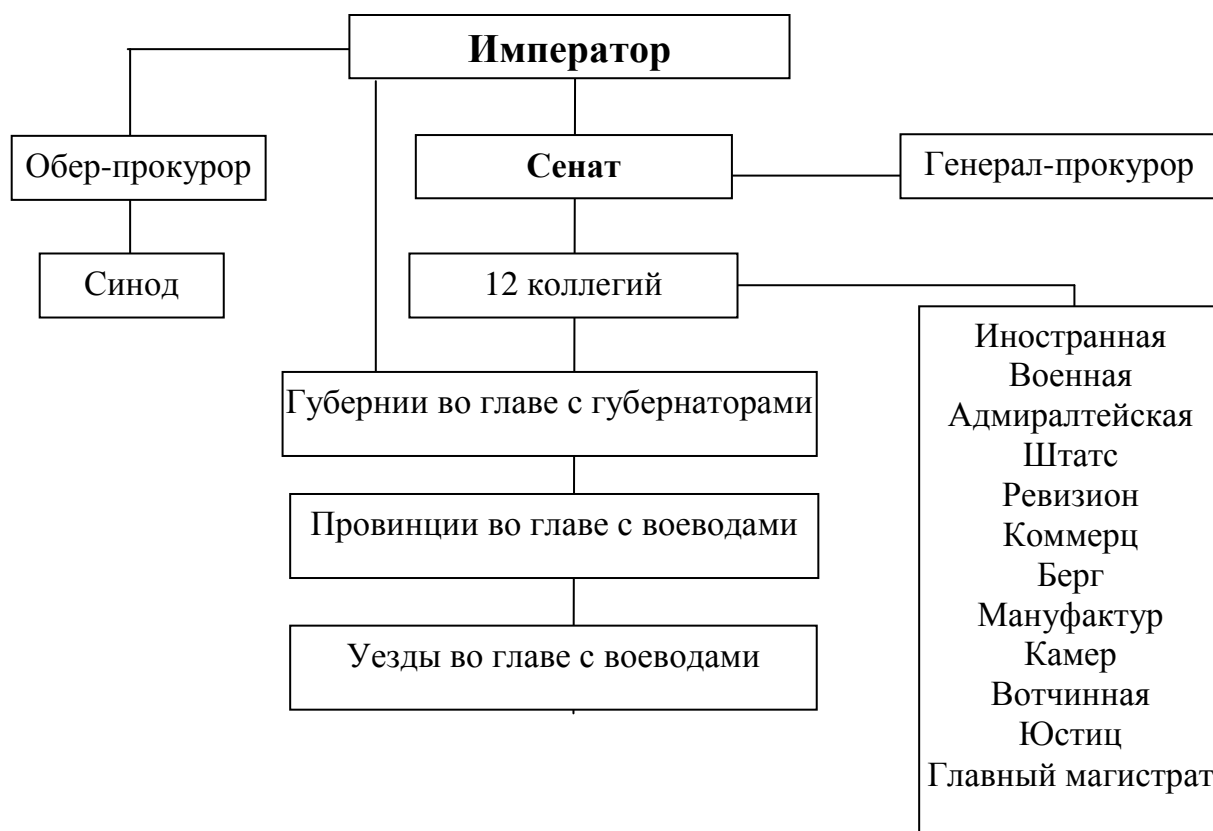 Император
Обер-прокурор
Сенат
Генерал-прокурор
Синод
12 коллегий
Иностранная
Военная
Адмиралтейская
Штатс
Ревизион
Коммерц
Берг
Мануфактур
Камер
Вотчинная
Юстиц
Главный магистрат
Губернии во главе с губернаторами
Провинции во главе с воеводами
Уезды во главе с воеводами